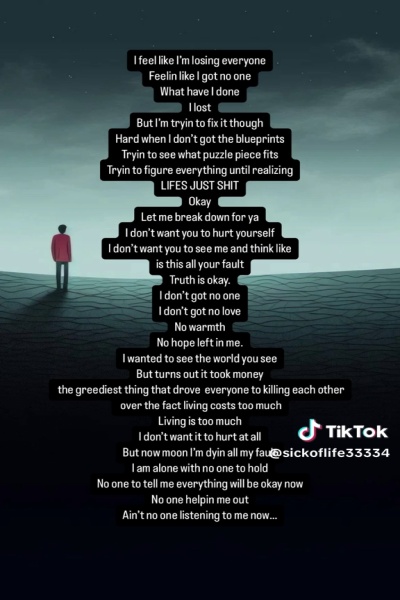 I feel like I'm losing everyone
Feelin like I got no one
What have I done
I lost
But I'm tryin to fix it though
Hard when I don't got the blueprints
Tryin to see what puzzle piece fits
Tryin to figure everything until realizing
LIFES JUST SHIT
Okay
Let me break down for ya
I don't want you to hurt yourself
I don't want you to see me and think like
is this all your fault
Truth is okay.
I don't got no one
I don't got no love
No warmth
No hope left in me.
I wanted to see the world you see
But turns out it took money
the greediest thing that drove everyone to killing each other
over the fact living costs too much
Living is too much
I don't want it to hurt at all
But now moon I'm dyin all my
I am alone with no one to hold
No one to tell me everything will be okay now
No one helpin me out
Ain't no one listening to me now...
TikTok
@sickoflife33334